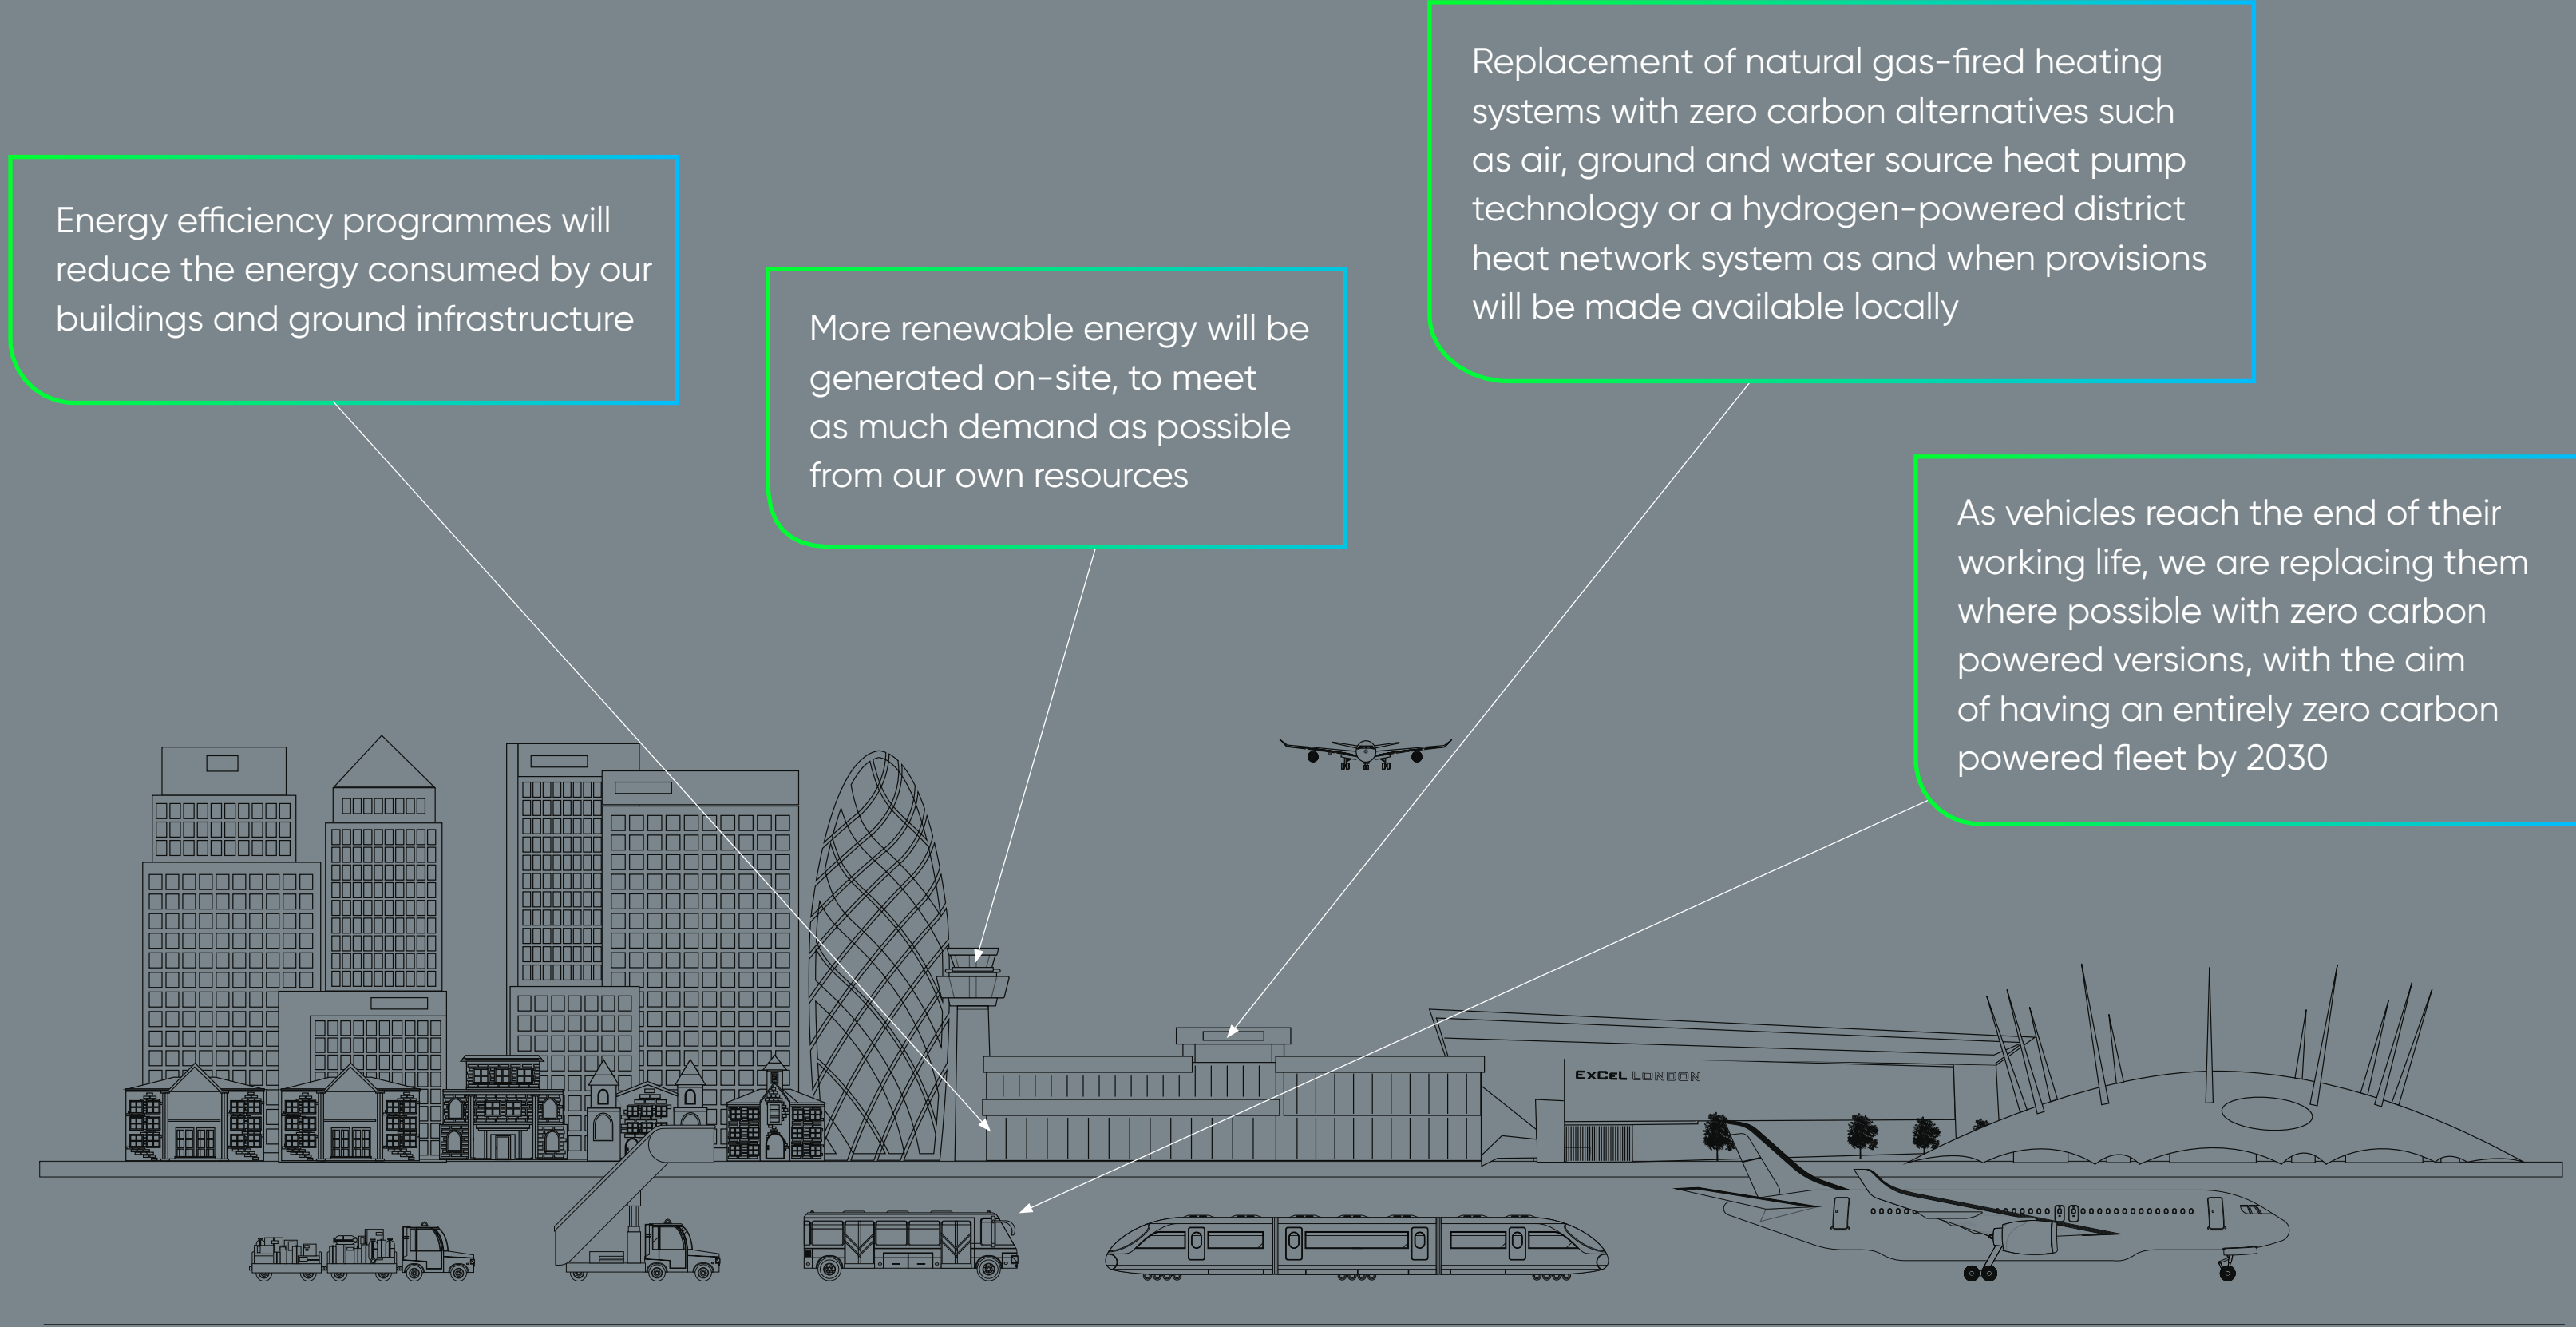 Energy efficiency programmes will
reduce the energy consumed by our
buildings and ground infrastructure
More renewable energy will be
generated on-site, to meet
as much demand as possible
from our own resources
Replacement of natural gas-fired heating
systems with zero carbon alternatives such
as air, ground and water source heat pump
technology or a hydrogen-powered district
heat network system as and when provisions
will be made available locally
As vehicles reach the end of their
working life, we are replacing them
where possible with zero carbon
powered versions, with the aim
of having an entirely zero carbon
powered fleet by 2030
ExCeL LONDON